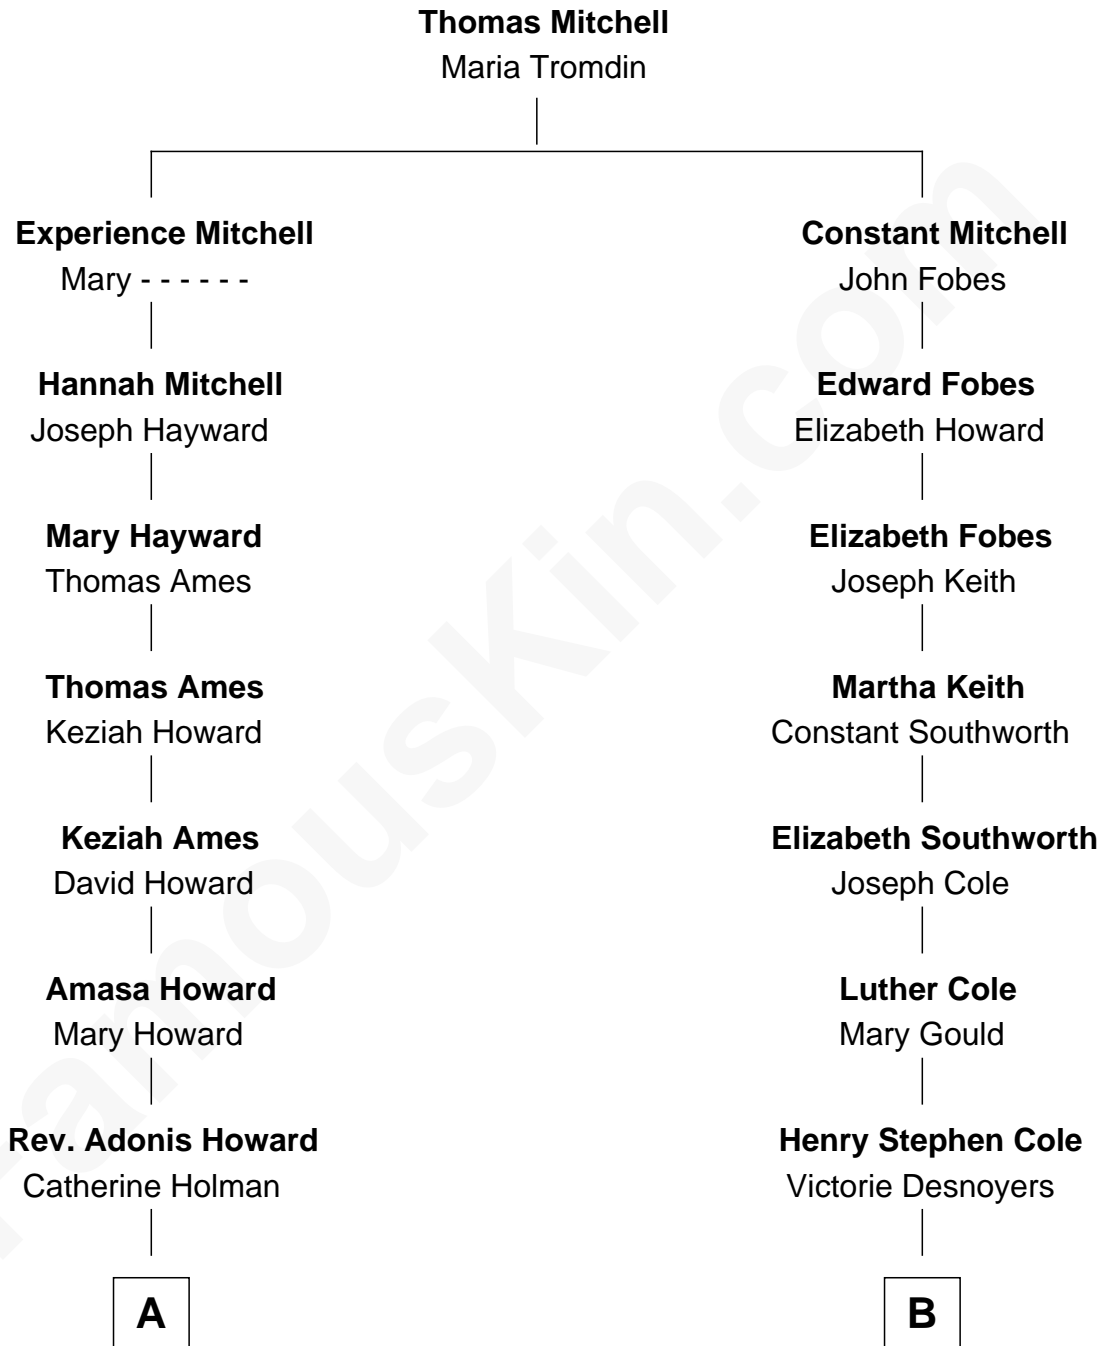 Thomas Mitchell
Maria Tromdin
Experience Mitchell
Mary - - - - - -
Constant Mitchell
John Fobes
Hannah Mitchell
Joseph Hayward
Edward Fobes
Elizabeth Howard
Mary Hayward
Thomas Ames
Elizabeth Fobes
Joseph Keith
Thomas Ames
Keziah Howard
Martha Keith
Constant Southworth
Keziah Ames
David Howard
Elizabeth Southworth
Joseph Cole
Amasa Howard
Mary Howard
Luther Cole
Mary Gould
Rev. Adonis Howard
Catherine Holman
Henry Stephen Cole
Victorie Desnoyers
A
B
FamousKin.com